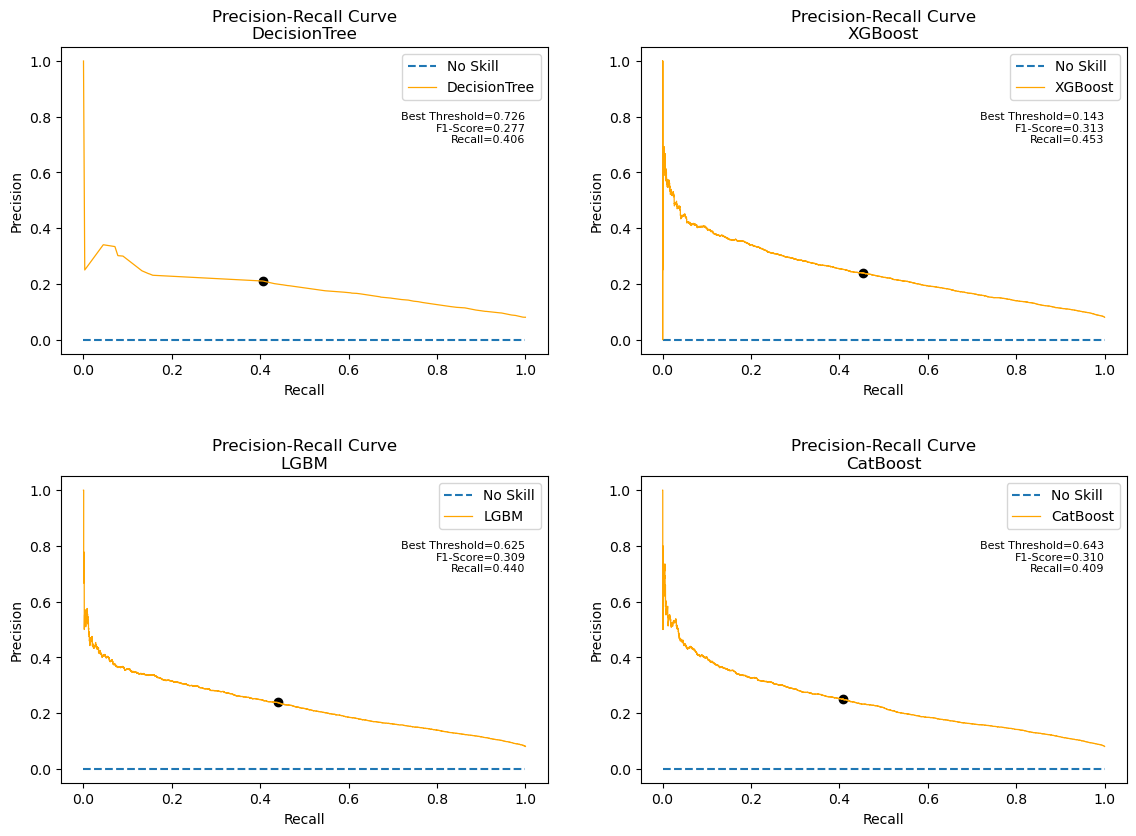 Precision-Recall Curve
DecisionTree
1.0
0.8
0.6
0.4
0.2
0.0
Precision
No Skill
DecisionTree
Best Threshold=0.726
F1-Score=0.277
Recall=0.406
0.0 0.2 0.4 0.6 0.8 1.0
Recall
Precision-Recall Curve
XGBoost
1.0
0.8
0.6
0.4
0.2
0.0
Precision
No Skill
XGBoost
Best Threshold=0.143
F1-Score=0.313
Recall=0.453
0.0 0.2 0.4 0.6 0.8 1.0
Recall
Precision-Recall Curve
LGBM
1.0
0.8
0.6
0.4
0.2
0.0
Precision
No Skill
LGBM
Best Threshold=0.625
F1-Score=0.309
Recall=0.440
0.0 0.2 0.4 0.6 0.8 1.0
Recall
Precision-Recall Curve
CatBoost
1.0
0.8
0.6
0.4
0.2
0.0
Precision
No Skill
CatBoost
Best Threshold=0.643
F1-Score=0.310
Recall=0.409
0.0 0.2 0.4 0.6 0.8 1.0
Recall